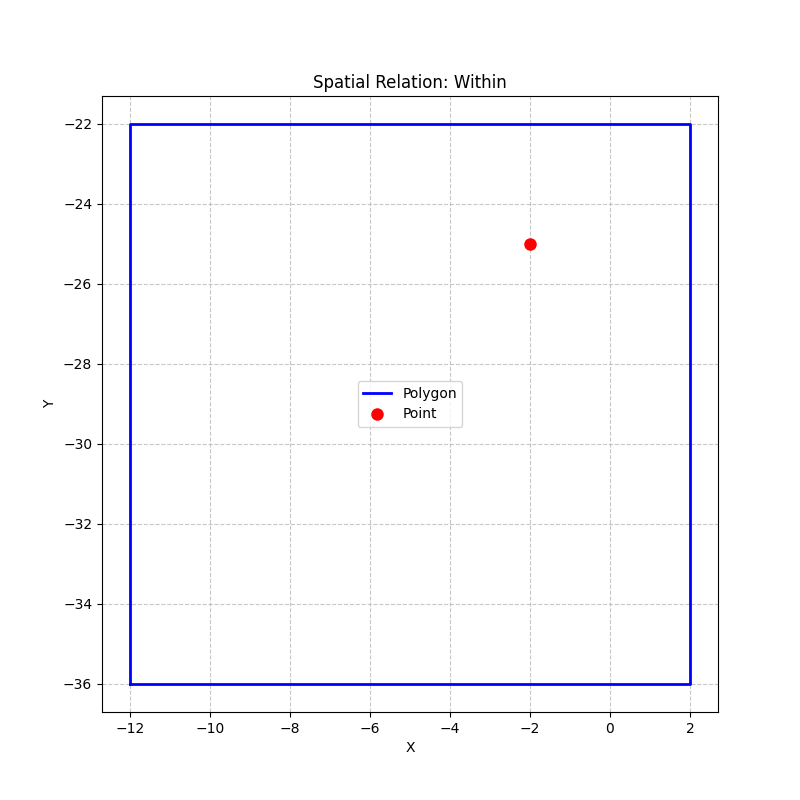 Spatial Relation: Within
−22
−24
−26
−28
−30
−32
−34
−36
Y
Polygon
Point
−12 −10 −8 −6 −4 −2 0 2
X